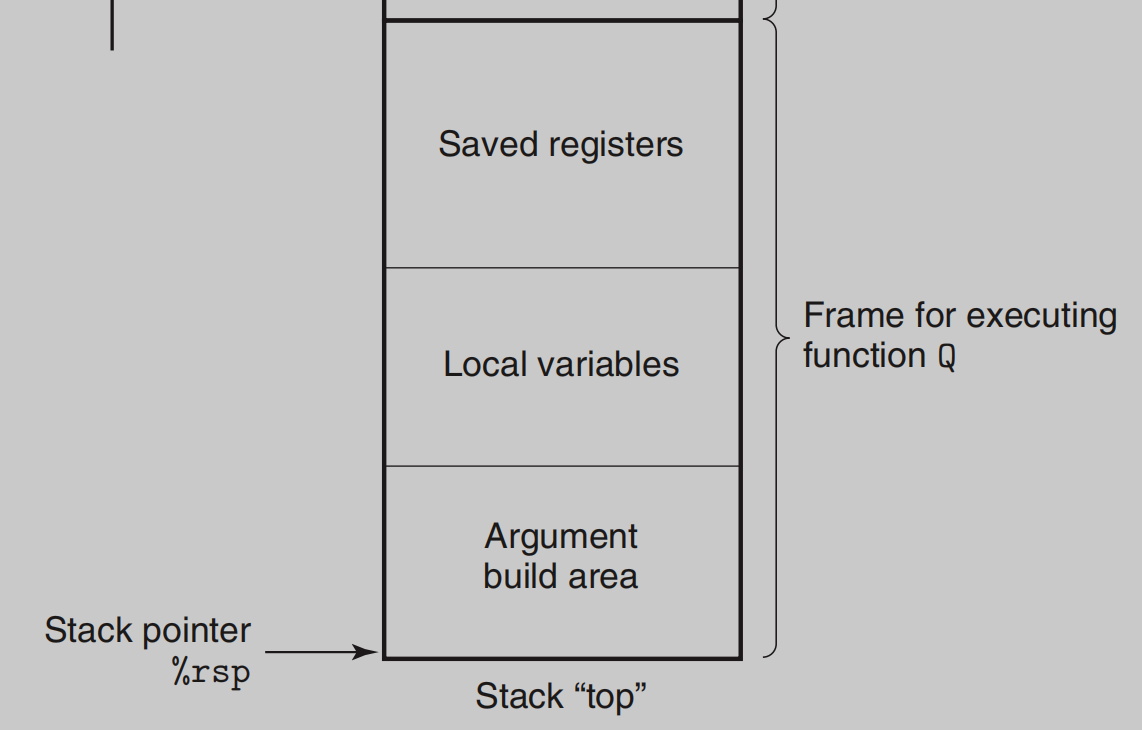 Saved registers
Local variables
Frame for executing
function Q
Argument
build area
Stack pointer
%rsp
Stack “top”